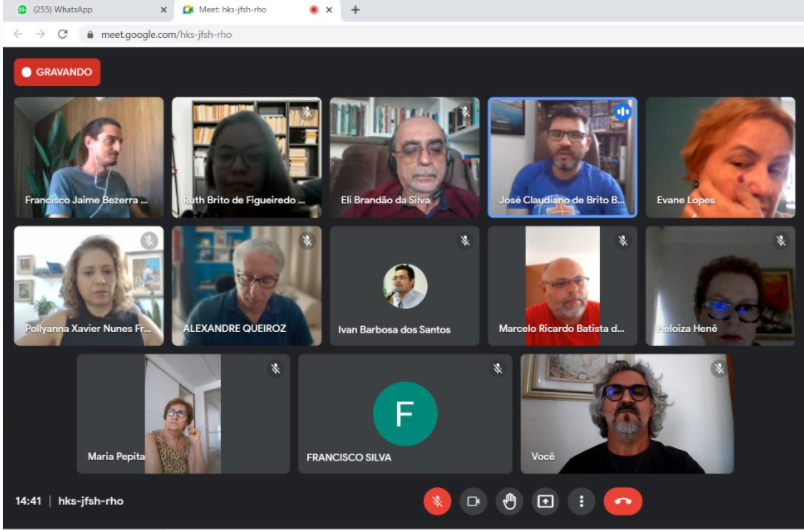 (255) WhatsApp
Meet: hks-jfsh-rho
meet.google.com/hks-jfsh-rho
GRAVANDO
Francisco Jaime Bezerra ...
Ruth Brito de Figueiredo ...
Eli Brandão da Silva
José Claudiano de Brito B...
Evane Lopes
Pollyanna Xavier Nunes Fr...
ALEXANDRE QUEIROZ
Ivan Barbosa dos Santos
Marcelo Ricardo Batista d...
Heloiza Henê
Maria Pepita
F
FRANCISCO SILVA
Você
14:41 | hks-jfsh-rho